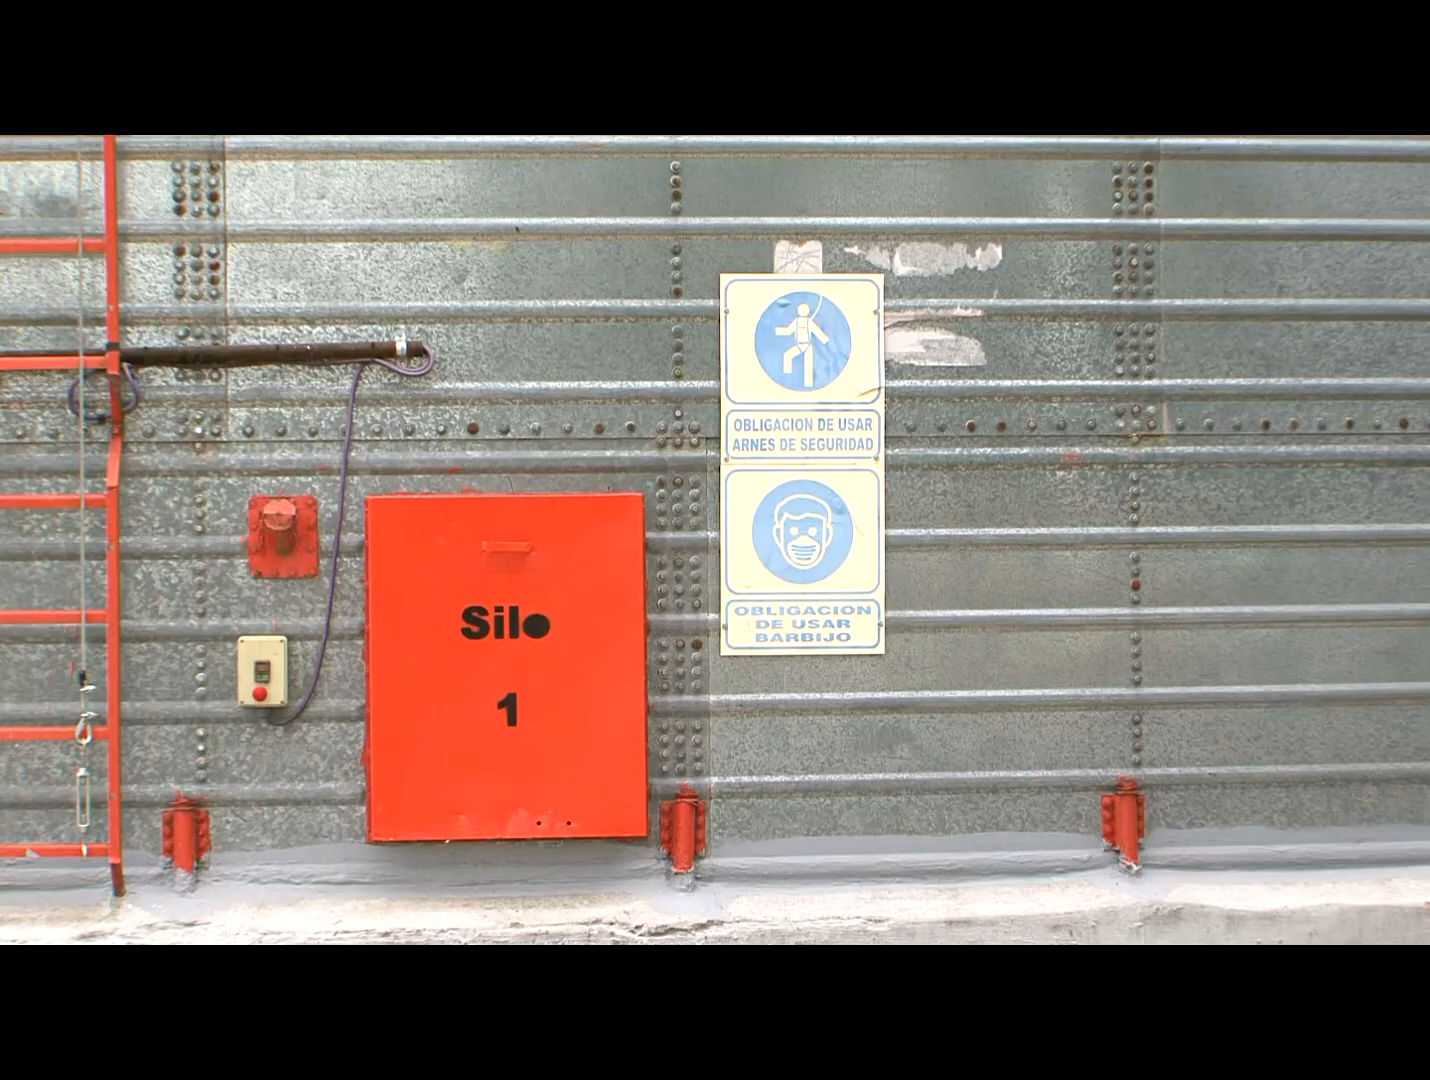 Silo
1
OBLIGACION DE USAR
ARNES DE SEGURIDAD
OBLIGACION
DE USAR
BARBIJO